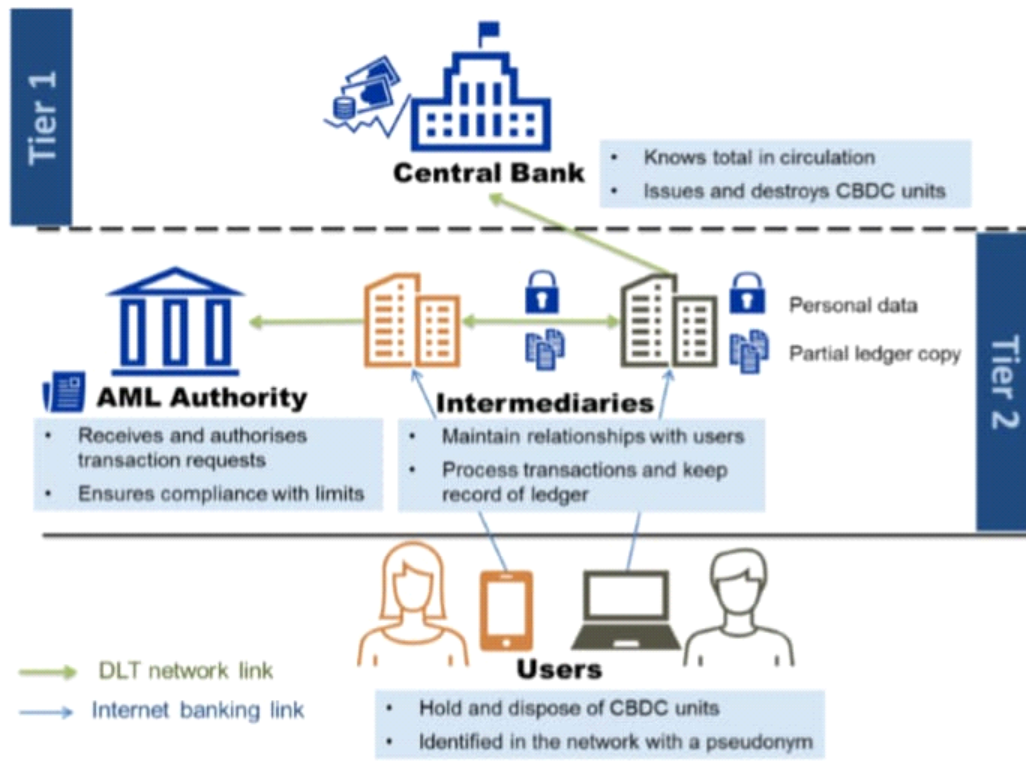 Tier 1
Central Bank
• Knows total in circulation
• Issues and destroys CBDC units
Tier 2
Personal data
Partial ledger copy
AML Authority
• Receives and authorises
transaction requests
• Ensures compliance with limits
Intermediaries
• Maintain relationships with users
• Process transactions and keep
record of ledger
Users
• Hold and dispose of CBDC units
• Identified in the network with a pseudonym
DLT network link
Internet banking link